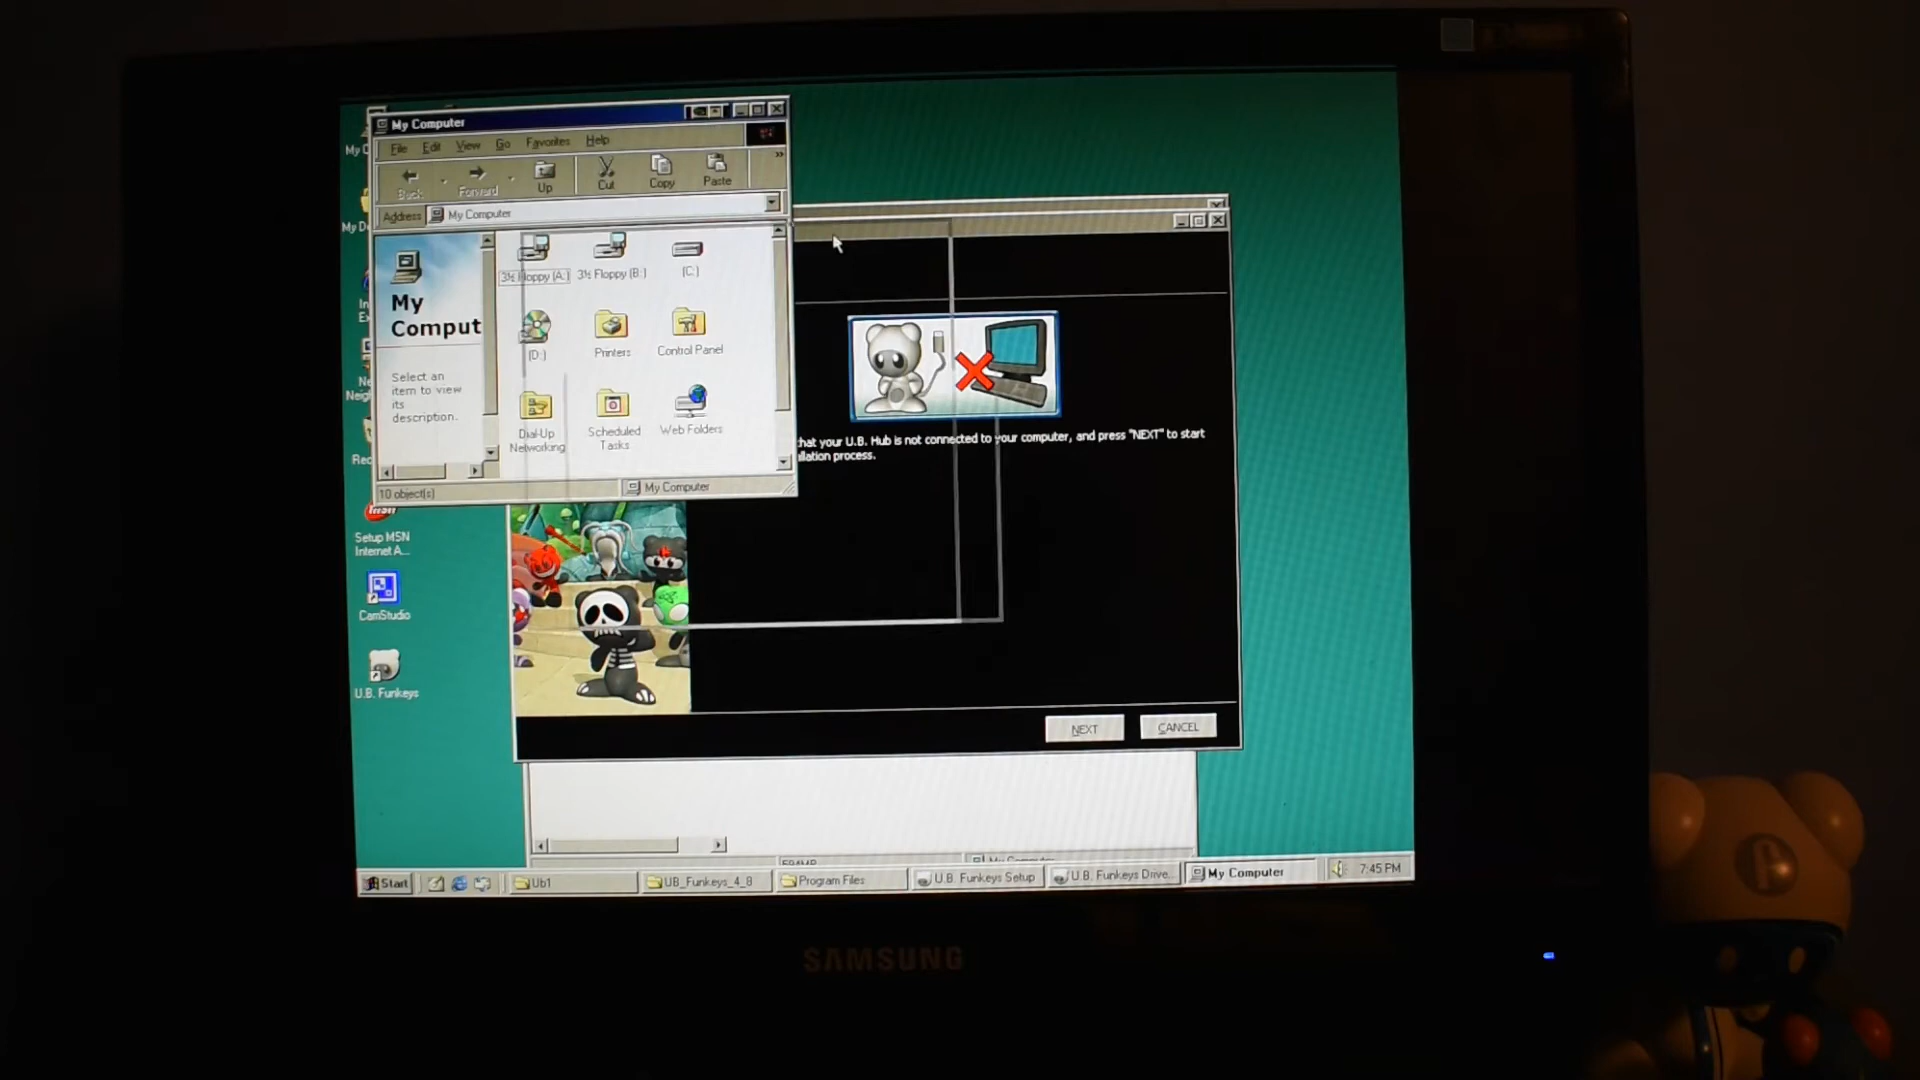 My Computer
File Edit View Go Favorites Help
Back Forward Up Cut Copy Paste
Address My Computer
My
Comput
Select an
item to view
its
description.
3½ Floppy (A:) 3½ Floppy (B:) (C:)
(D:) Printers Control Panel
Dial-Up
Networking
Scheduled
Tasks
Web Folders
10 object(s) My Computer
that your U.B. Hub is not connected to your computer, and press "NEXT" to start
llation process.
Setup MSN
Internet A...
CamStudio
U.B. Funkeys
NEXT CANCEL
Start Ub1 UB_Funkeys_4_8 Program Files U.B. Funkeys Setup U.B. Funkeys Drive... My Computer 7:45 PM
SAMSUNG